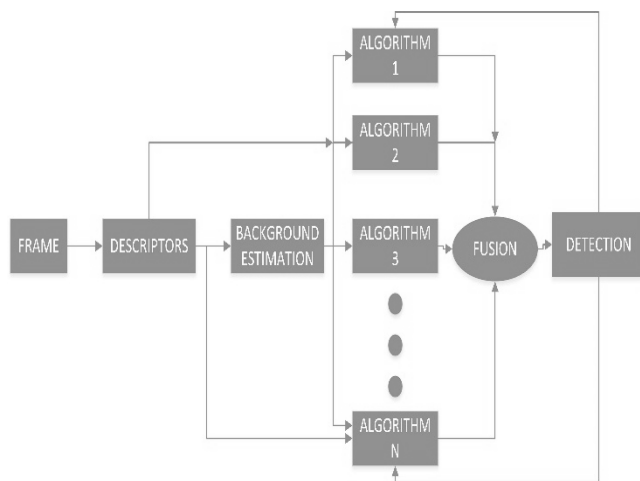 ALGORITHM
1
ALGORITHM
2
FRAME
DESCRIPTORS
BACKGROUND
ESTIMATION
ALGORITHM
3
FUSION
DETECTION
ALGORITHM
N